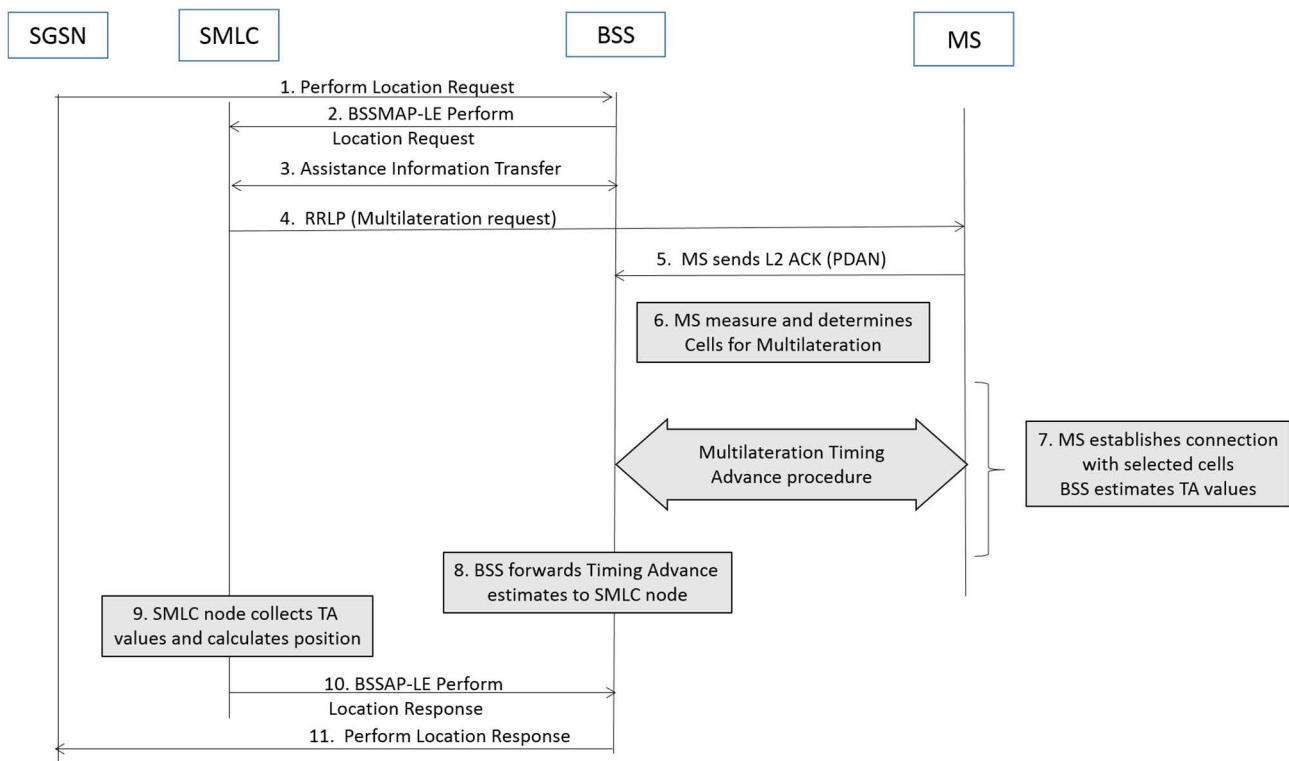 SGSN
SMLC
BSS
MS
1. Perform Location Request
2. BSSMAP-LE Perform
Location Request
3. Assistance Information Transfer
4. RRLP (Multilateration request)
5. MS sends L2 ACK (PDAN)
6. MS measure and determines
Cells for Multilateration
Multilateration Timing
Advance procedure
7. MS establishes connection
with selected cells
BSS estimates TA values
8. BSS forwards Timing Advance
estimates to SMLC node
9. SMLC node collects TA
values and calculates position
10. BSSAP-LE Perform
Location Response
11. Perform Location Response